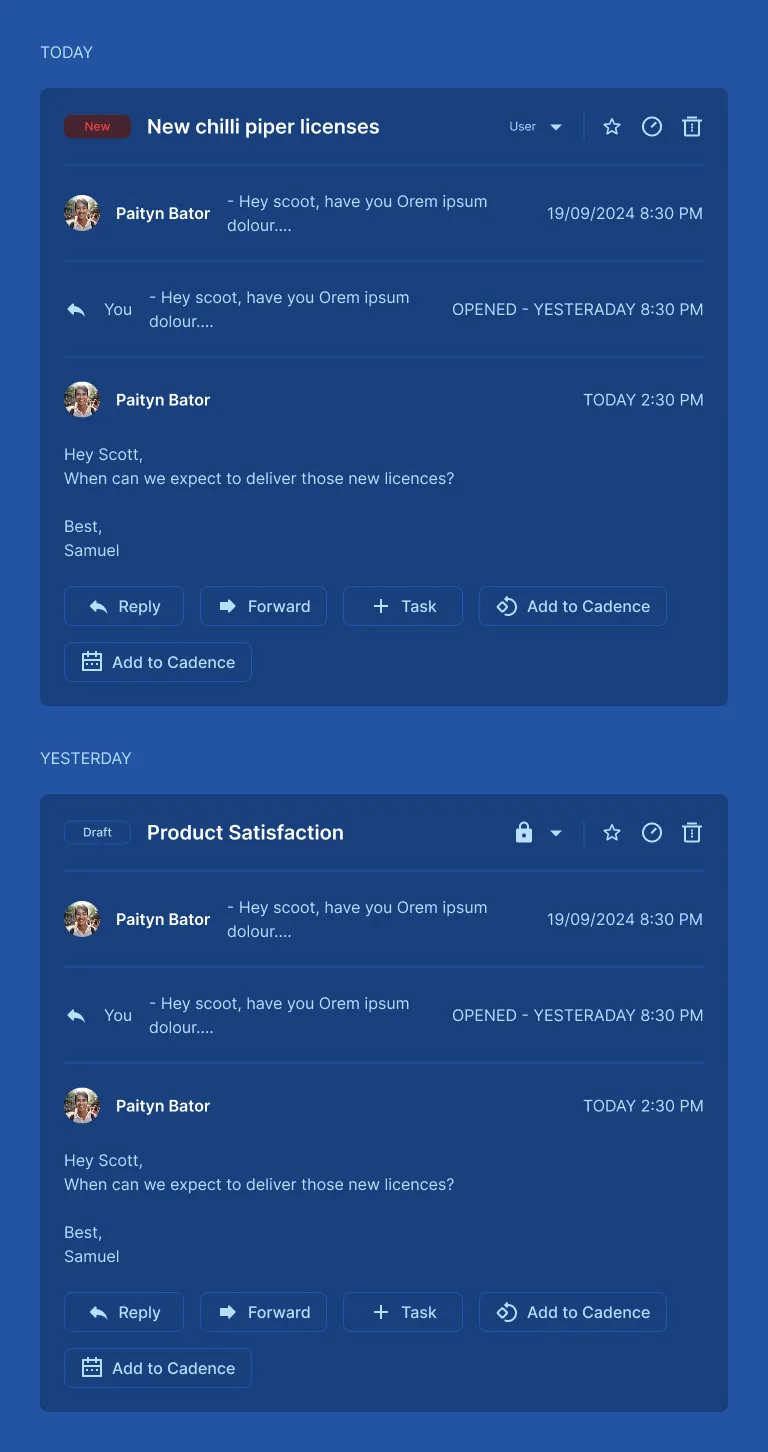 TODAY
New
New chilli piper licenses
User
Paityn Bator
- Hey scoot, have you Orem ipsum
dolour....
19/09/2024 8:30 PM
You
- Hey scoot, have you Orem ipsum
dolour....
OPENED - YESTERADAY 8:30 PM
Paityn Bator
TODAY 2:30 PM
Hey Scott,
When can we expect to deliver those new licences?
Best,
Samuel
Reply
Forward
Task
Add to Cadence
Add to Cadence
YESTERDAY
Draft
Product Satisfaction
Paityn Bator
- Hey scoot, have you Orem ipsum
dolour....
19/09/2024 8:30 PM
You
- Hey scoot, have you Orem ipsum
dolour....
OPENED - YESTERADAY 8:30 PM
Paityn Bator
TODAY 2:30 PM
Hey Scott,
When can we expect to deliver those new licences?
Best,
Samuel
Reply
Forward
Task
Add to Cadence
Add to Cadence